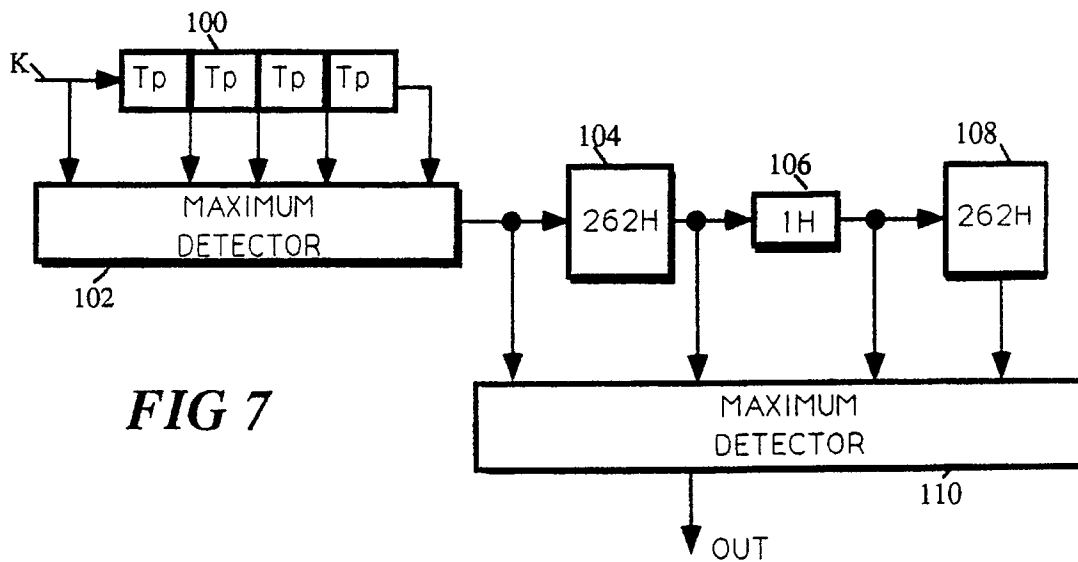 100
K
Tp Tp Tp Tp
MAXIMUM
DETECTOR
102
104
262H
106
1H
108
262H
FIG 7
MAXIMUM
DETECTOR
110
OUT